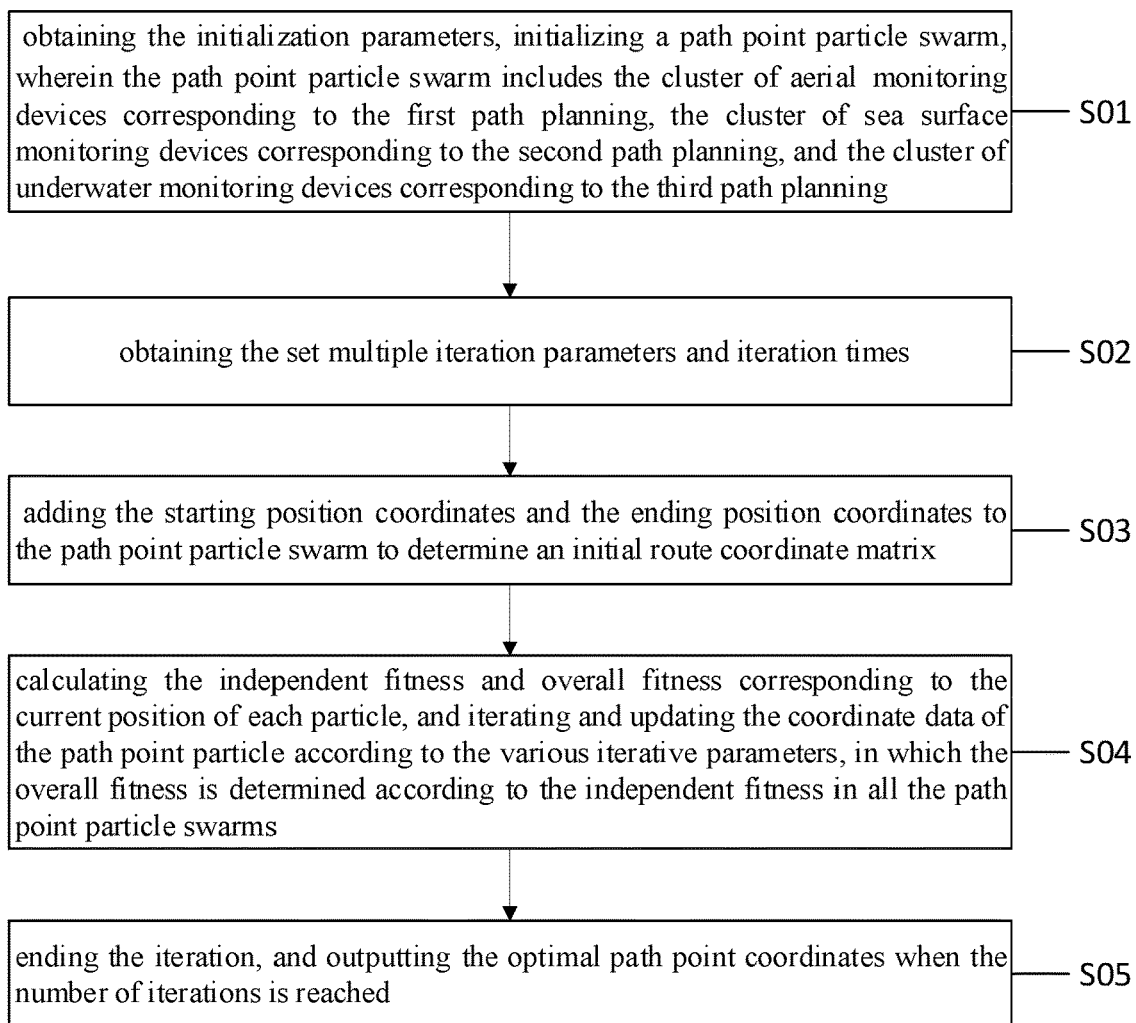 obtaining the initialization parameters, initializing a path point particle swarm,
wherein the path point particle swarm includes the cluster of aerial monitoring
devices corresponding to the first path planning, the cluster of sea surface
monitoring devices corresponding to the second path planning, and the cluster of
underwater monitoring devices corresponding to the third path planning
S01
obtaining the set multiple iteration parameters and iteration times
S02
adding the starting position coordinates and the ending position coordinates to
the path point particle swarm to determine an initial route coordinate matrix
S03
calculating the independent fitness and overall fitness corresponding to the
current position of each particle, and iterating and updating the coordinate data of
the path point particle according to the various iterative parameters, in which the
overall fitness is determined according to the independent fitness in all the path
point particle swarms
S04
ending the iteration, and outputting the optimal path point coordinates when the
number of iterations is reached
S05